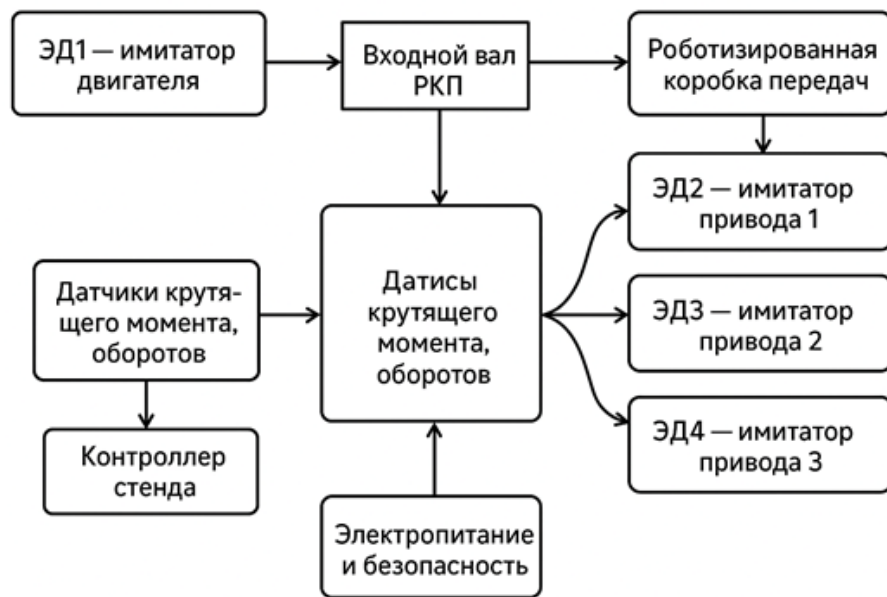 ЭД1 — имитатор
двигателя
Входной вал
РКП
Роботизированная
коробка передач
ЭД2 — имитатор
привода 1
Датчики крутя-
щего момента,
оборотов
Датисы
крутящего
момента,
оборотов
ЭД3 — имитатор
привода 2
ЭД4 — имитатор
привода 3
Контроллер
стенда
Электропитание
и безопасность